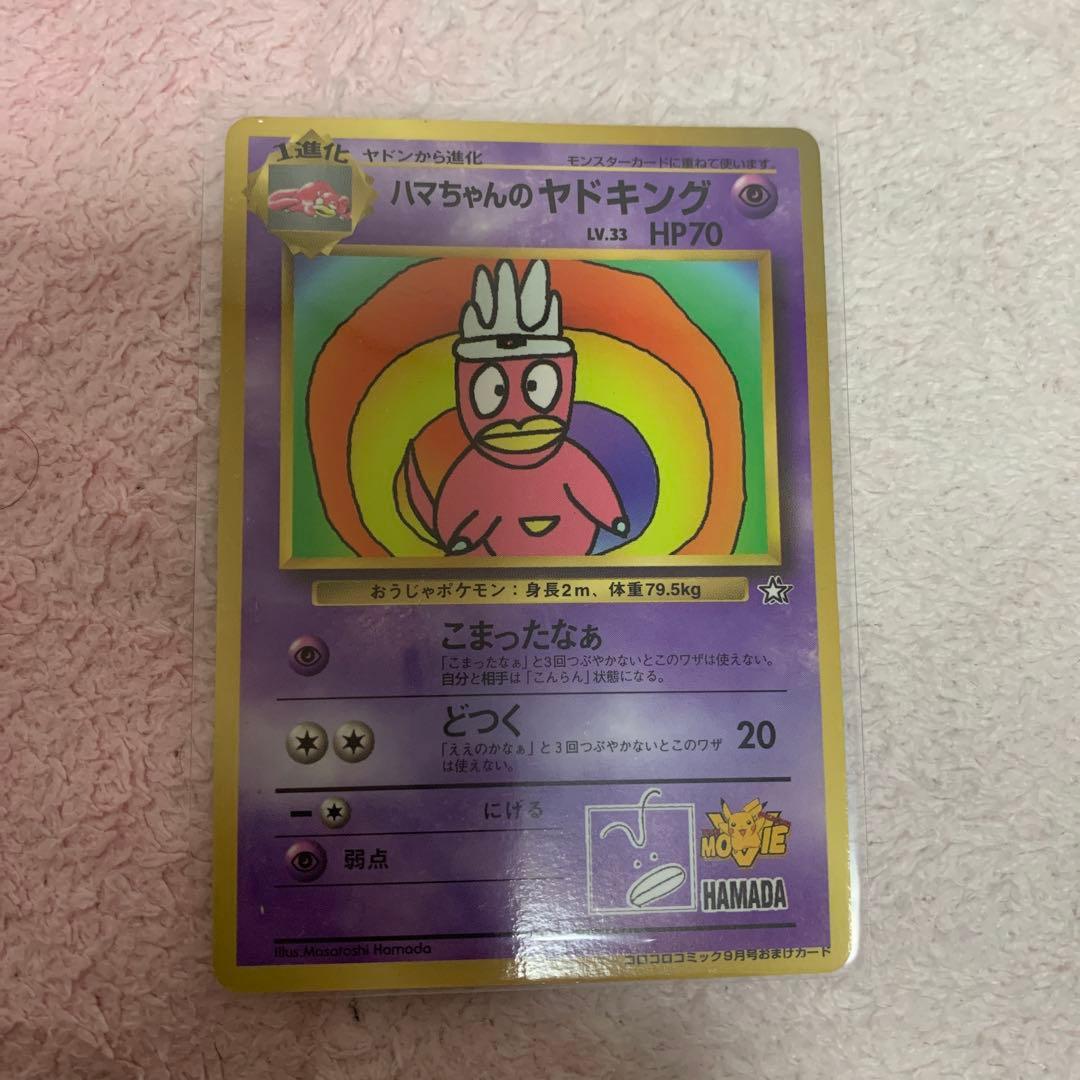 1進化
ヤドンから進化
モンスターカードに重ねて使います。
ハマちゃんのヤドキング
LV.33 HP70
おうじゃポケモン：身長2m、体重79.5kg
こまったなぁ
「こまったなぁ」と3回つぶやかないとこのワザは使えない。
自分と相手は「こんらん」状態になる。
どつく
20
「ええのかなぁ」と3回つぶやかないとこのワザ
は使えない。
にげる
弱点
MOVIE
HAMADA
Illus.Masatoshi Hamada
コロコロコミック9月号おまけカード